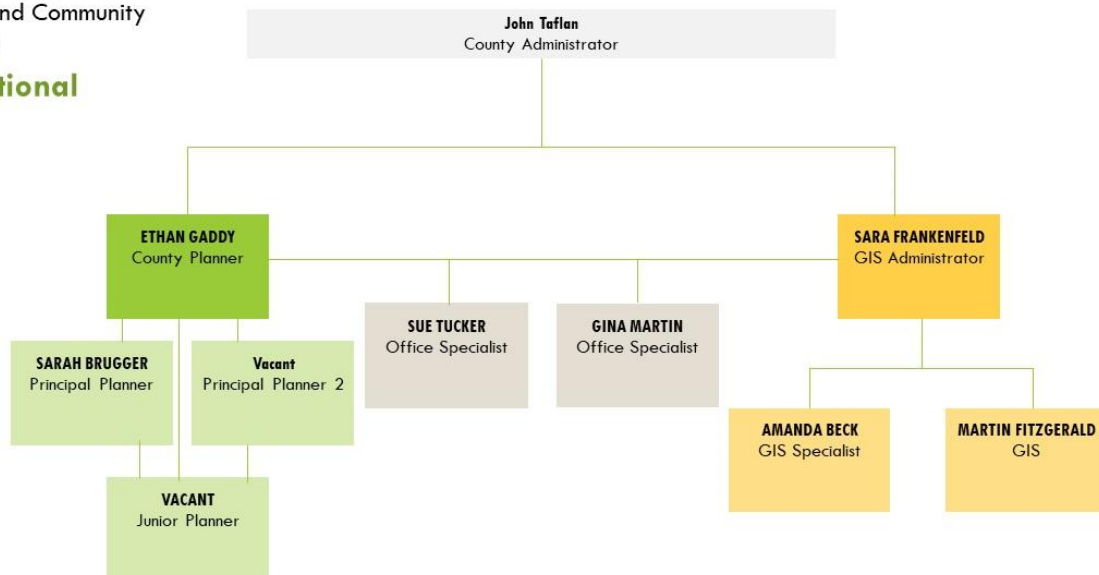 nd Community
tional
John Taflan
County Administrator
ETHAN GADDY
County Planner
SARA FRANKENFELD
GIS Administrator
SUE TUCKER
Office Specialist
GINA MARTIN
Office Specialist
SARAH BRUGGER
Principal Planner
Vacant
Principal Planner 2
AMANDA BECK
GIS Specialist
MARTIN FITZGERALD
GIS
VACANT
Junior Planner